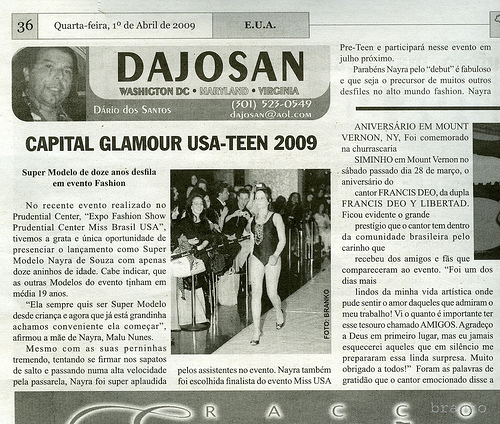 36
Quarta-feira, 1º de Abril de 2009
E.U.A.
DAJOSAN
WASHIGTON DC • MARYLAND • VIRGINIA
Dário dos Santos
(301) 523-0549
dajosan@aol.com
CAPITAL GLAMOUR USA-TEEN 2009
Super Modelo de doze anos desfila
em evento Fashion
No recente evento realizado no
Prudential Center, “Expo Fashion Show
Prudential Center Miss Brasil USA”,
tivemos a grata e única oportunidade de
presenciar o lançamento como Super
Modelo Nayra de Souza com apenas
doze aninhos de idade. Cabe indicar, que
as outras Modelos do evento tinham em
média 19 anos.
“Ela sempre quis ser Super Modelo
desde criança e agora que já está grandinha
achamos conveniente ela começar”,
afirmou a mãe de Nayra, Malu Nunes.
Mesmo com as suas perninhas
tremendo, tentando se firmar nos sapatos
de salto e passando numa alta velocidade
pela passarela, Nayra foi super aplaudida
FOTO: BRANKO
pelos assistentes no evento. Nayra também
foi escolhida finalista do evento Miss USA
Pre-Teen e participará nesse evento em
julho próximo.
Parabéns Nayra pelo “debut” é fabuloso
e que seja o precursor de muitos outros
desfiles no alto mundo fashion. Nayra
ANIVERSÁRIO EM MOUNT
VERNON, NY, Foi comemorado
na churrascaria
SIMINHO em Mount Vernon no
sábado passado dia 28 de março, o
aniversário do
cantor FRANCIS DEO, da dupla
FRANCIS DEO Y LIBERTAD.
Ficou evidente o grande
prestígio que o cantor tem dentro
da comunidade brasileira pelo
carinho que
recebeu dos amigos e fãs que
compareceram ao evento. “Foi um dos
dias mais
lindos da minha vida artística onde
pude sentir o amor daqueles que admiram o
meu trabalho! Vi o quanto é importante ter
esse tesouro chamado AMIGOS. Agradeço
a Deus em primeiro lugar, mas eu jamais
esquecerei aqueles que em silêncio me
prepararam essa linda surpresa. Muito
obrigado a todos!” Foram as palavras de
gratidão que o cantor emocionado disse a
RACCO